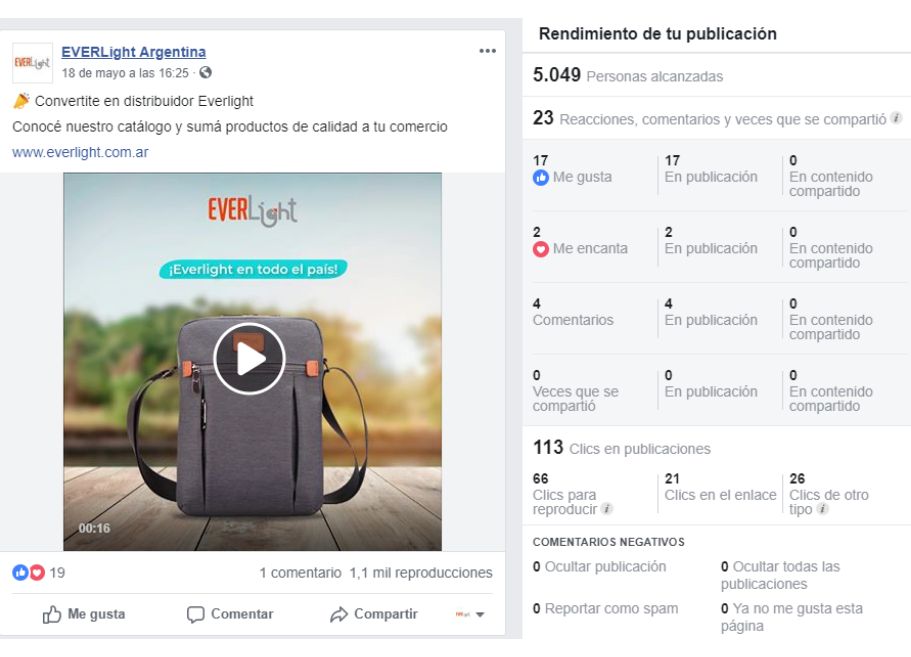 EVERLight
EVERLight Argentina
18 de mayo a las 16:25 ·
Convertite en distribuidor Everlight
Conocé nuestro catálogo y sumá productos de calidad a tu comercio
www.everlight.com.ar
EVERLight
¡Everlight en todo el país!
00:16
19
1 comentario 1,1 mil reproducciones
Me gusta
Comentar
Compartir
Rendimiento de tu publicación
5.049 Personas alcanzadas
23 Reacciones, comentarios y veces que se compartió
17
Me gusta
17
En publicación
0
En contenido
compartido
2
Me encanta
2
En publicación
0
En contenido
compartido
4
Comentarios
4
En publicación
0
En contenido
compartido
0
Veces que se
compartió
0
En publicación
0
En contenido
compartido
113 Clics en publicaciones
66
Clics para
reproducir
21
Clics en el enlace
26
Clics de otro
tipo
COMENTARIOS NEGATIVOS
0 Ocultar publicación
0 Ocultar todas las
publicaciones
0 Reportar como spam
0 Ya no me gusta esta
página